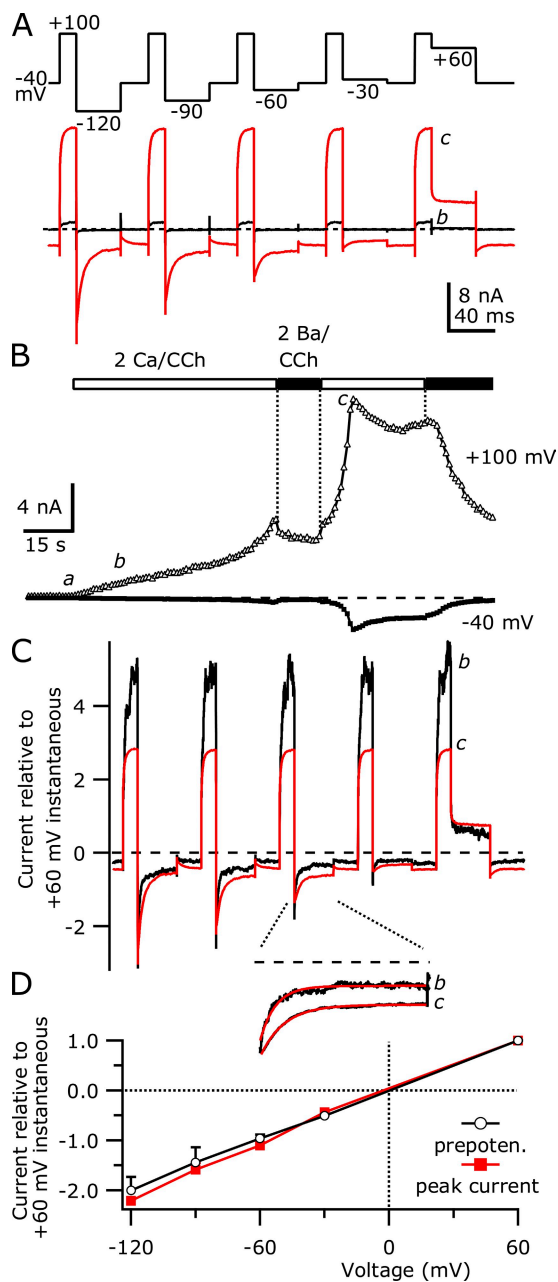 A
+100
-40
mV
-120
-90
-60
-30
+60
c
b
8 nA
40 ms
B
2 Ca/CCh
2 Ba/
CCh
c
+100 mV
4 nA
15 s
a
b
-40 mV
C
Current relative to
+60 mV instantaneous
4
2
0
-2
b
c
b
c
D
Current relative to
+60 mV instantaneous
1.0
0.0
-1.0
-2.0
prepoten.
peak current
-120
-60
0
60
Voltage (mV)